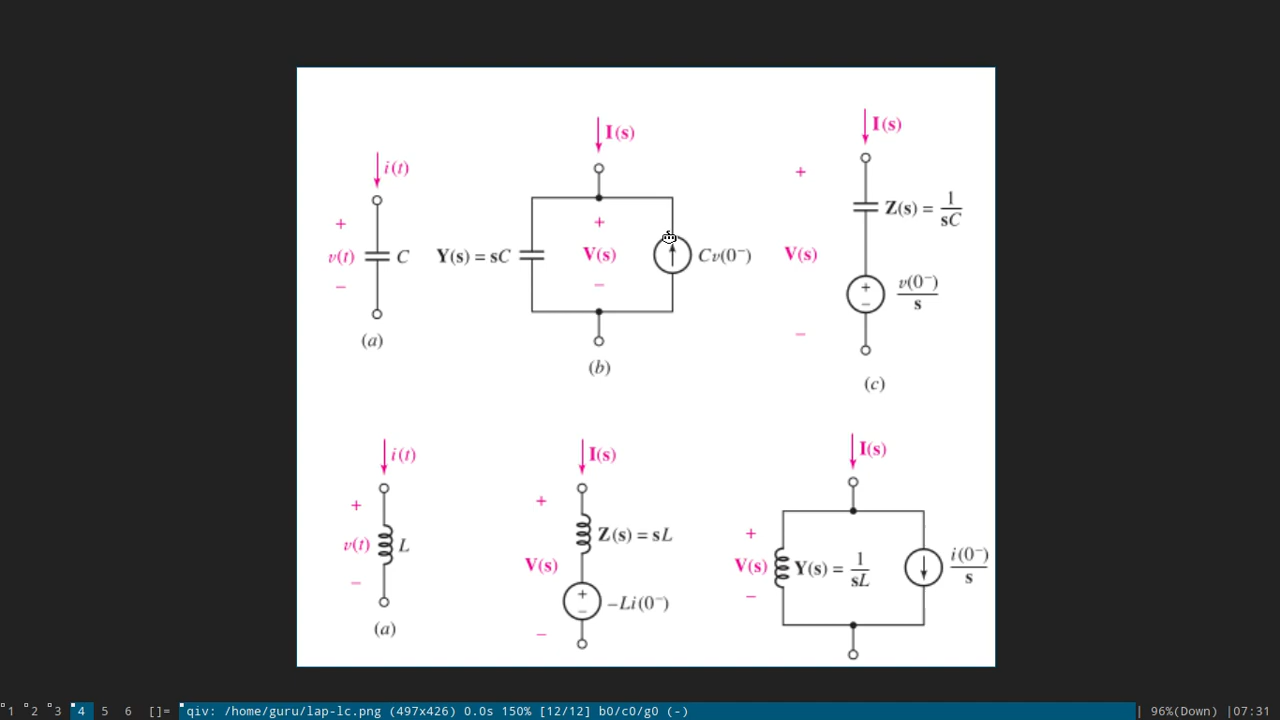 i(t)
+
v(t)
C
−
(a)
I(s)
+
Y(s) = sC
V(s)
Cv(0⁻)
−
(b)
I(s)
+
Z(s) = 1/sC
V(s)
+
−
v(0⁻)/s
−
(c)
i(t)
+
v(t)
L
−
(a)
I(s)
+
Z(s) = sL
V(s)
+
−
−Li(0⁻)
−
I(s)
+
V(s)
Y(s) = 1/sL
i(0⁻)/s
−
1 2 3 4 5 6 []= qiv: /home/guru/lap-lc.png (497x426) 0.0s 150% [12/12] b0/c0/g0 (-) | 96%(Down) |07:31